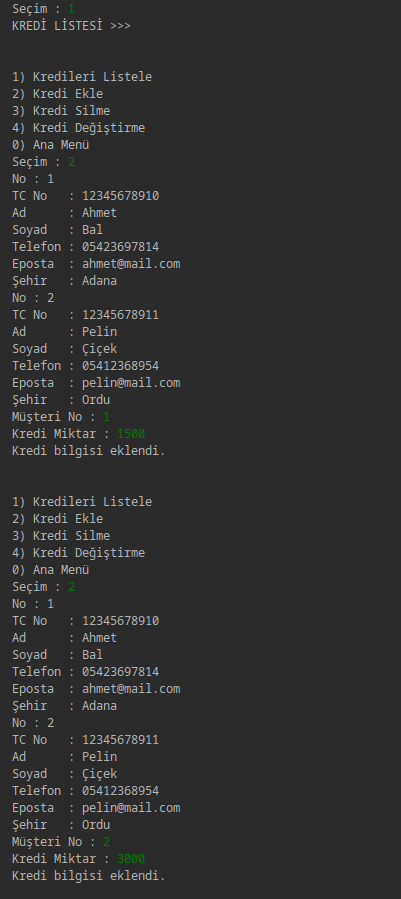 Seçim : 1
KREDİ LİSTESİ >>>
1) Kredileri Listele
2) Kredi Ekle
3) Kredi Silme
4) Kredi Değiştirme
0) Ana Menü
Seçim : 2
No : 1
TC No   : 12345678910
Ad      : Ahmet
Soyad   : Bal
Telefon : 05423697814
Eposta  : ahmet@mail.com
Şehir   : Adana
No : 2
TC No   : 12345678911
Ad      : Pelin
Soyad   : Çiçek
Telefon : 05412368954
Eposta  : pelin@mail.com
Şehir   : Ordu
Müşteri No : 1
Kredi Miktar : 1500
Kredi bilgisi eklendi.
1) Kredileri Listele
2) Kredi Ekle
3) Kredi Silme
4) Kredi Değiştirme
0) Ana Menü
Seçim : 2
No : 1
TC No   : 12345678910
Ad      : Ahmet
Soyad   : Bal
Telefon : 05423697814
Eposta  : ahmet@mail.com
Şehir   : Adana
No : 2
TC No   : 12345678911
Ad      : Pelin
Soyad   : Çiçek
Telefon : 05412368954
Eposta  : pelin@mail.com
Şehir   : Ordu
Müşteri No : 2
Kredi Miktar : 3000
Kredi bilgisi eklendi.